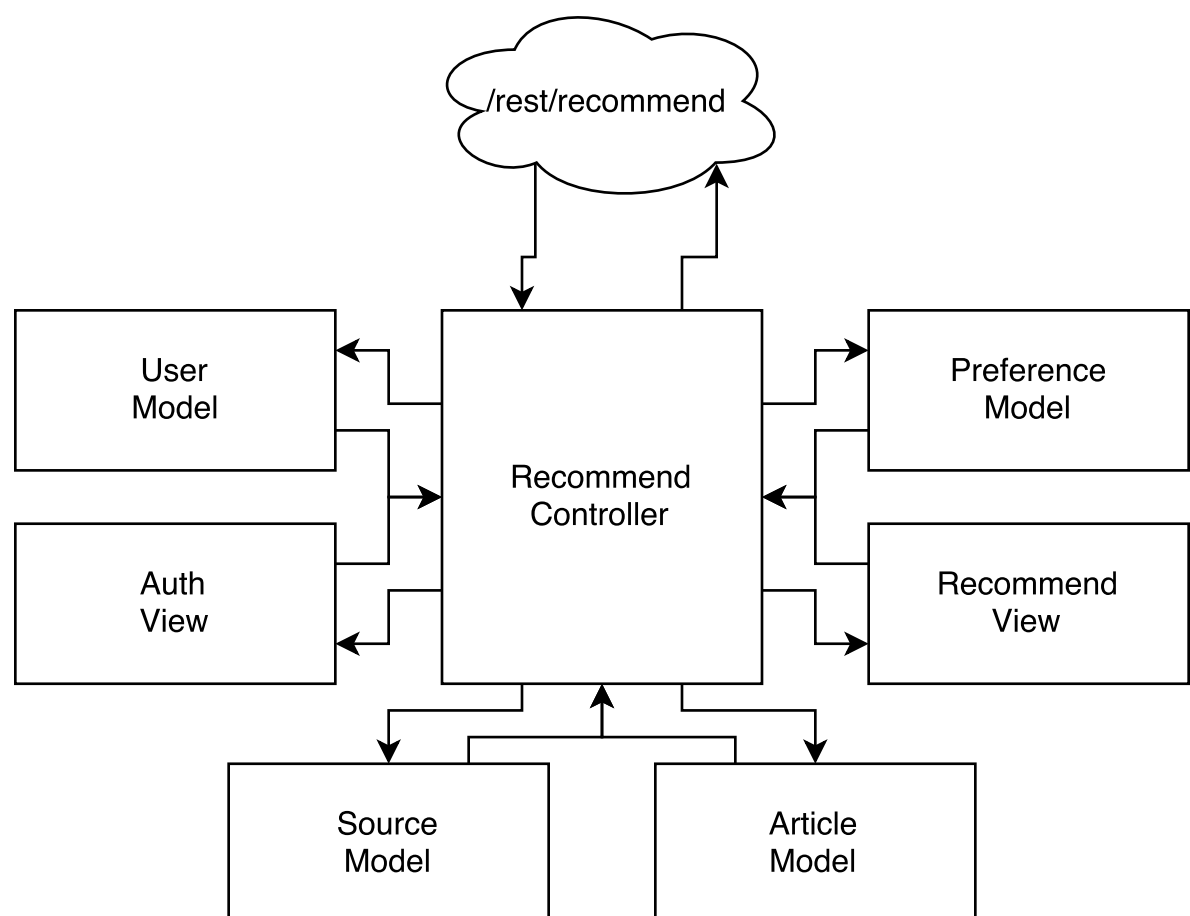 /rest/recommend
User
Model
Preference
Model
Recommend
Controller
Auth
View
Recommend
View
Source
Model
Article
Model